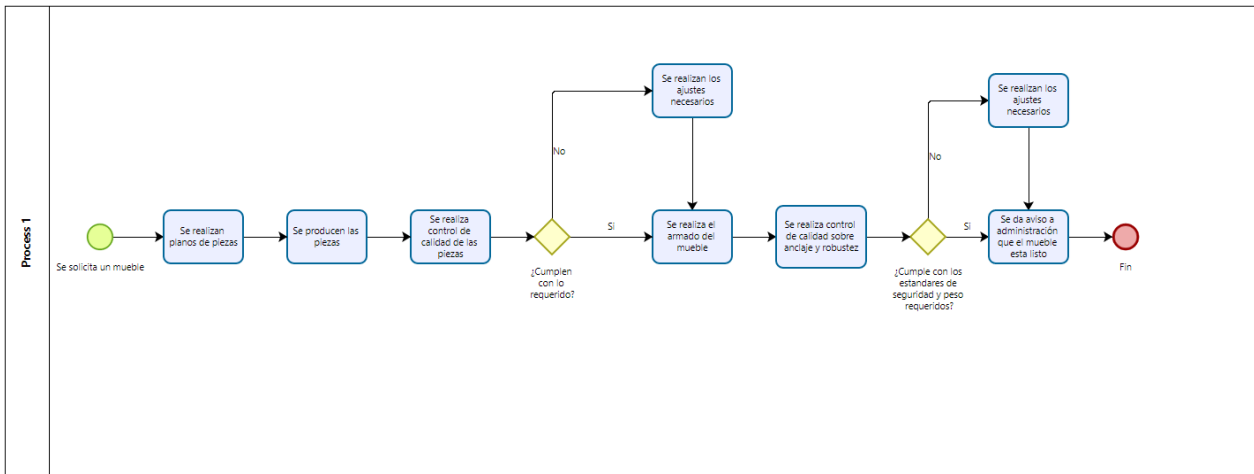 Process 1
Se solicita un mueble
Se realizan
planos de piezas
Se producen las
piezas
Se realiza
control de
calidad de las
piezas
¿Cumplen
con lo
requerido?
No
Si
Se realizan los
ajustes
necesarios
Se realiza el
armado del
mueble
Se realiza control
de calidad sobre
anclaje y robustez
¿Cumple con los
estandares de
seguridad y peso
requeridos?
No
Si
Se realizan los
ajustes
necesarios
Se da aviso a
administración
que el mueble
esta listo
Fin